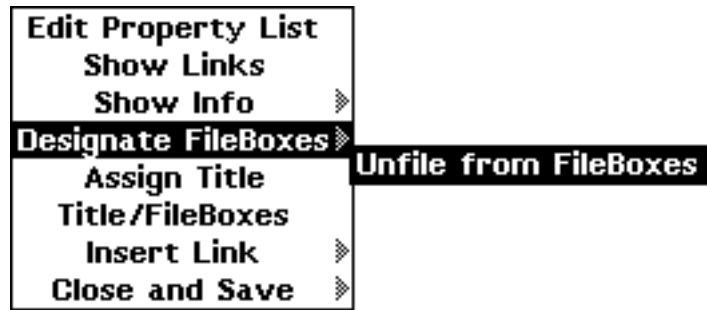 Edit Property List
Show Links
Show Info
Designate FileBoxes
Unfile from FileBoxes
Assign Title
Title/FileBoxes
Insert Link
Close and Save